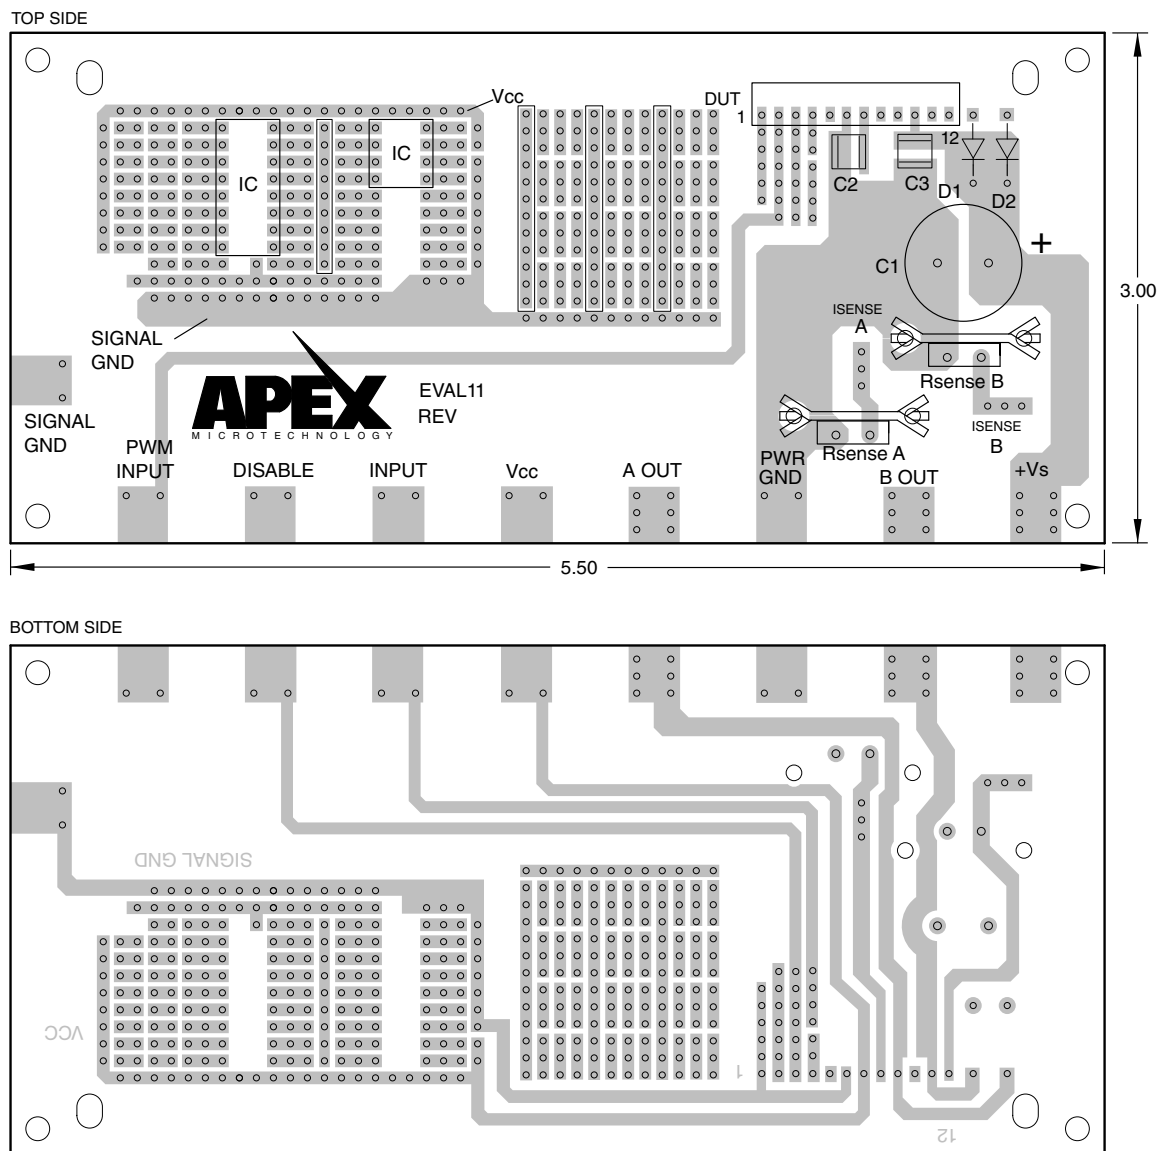 TOP SIDE
Vcc
DUT
1
12
IC
IC
C2
C3
D1
D2
C1
+
3.00
ISENSE
A
SIGNAL
GND
Rsense B
APEX
MICROTECHNOLOGY
EVAL11
REV
SIGNAL
GND
ISENSE
B
PWM
INPUT
DISABLE
INPUT
Vcc
A OUT
PWR
GND
Rsense A
B OUT
+Vs
5.50
BOTTOM SIDE
SIGNAL GND
VCC
1
12